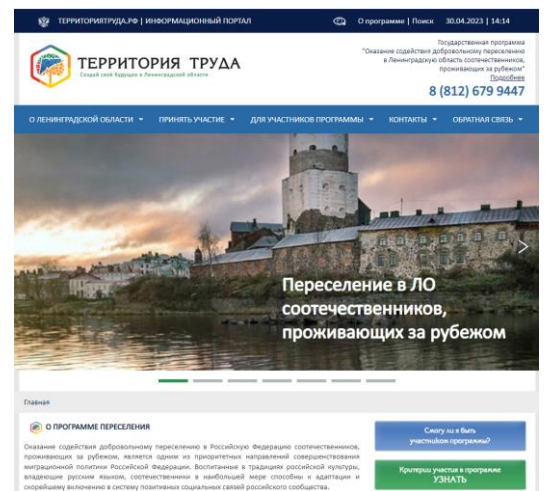 ТЕРРИТОРИЯТРУДА.РФ | ИНФОРМАЦИОННЫЙ ПОРТАЛ
О программе | Поиск 30.04.2023 | 14:14
ТЕРРИТОРИЯ ТРУДА
Создай своё будущее в Ленинградской области
Государственная программа
"Оказание содействия добровольному переселению
в Ленинградскую область соотечественников,
проживающих за рубежом"
Подробнее
8 (812) 679 9447
О ЛЕНИНГРАДСКОЙ ОБЛАСТИ ПРИНЯТЬ УЧАСТИЕ ДЛЯ УЧАСТНИКОВ ПРОГРАММЫ КОНТАКТЫ ОБРАТНАЯ СВЯЗЬ
Переселение в ЛО
соотечественников,
проживающих за рубежом
Главная
О ПРОГРАММЕ ПЕРЕСЕЛЕНИЯ
Оказание содействия добровольному переселению в Российскую Федерацию соотечественников,
проживающих за рубежом, является одним из приоритетных направлений совершенствования
миграционной политики Российской Федерации. Воспитанные в традициях российской культуры,
владеющие русским языком, соотечественники в наибольшей мере способны к адаптации и
скорейшему включению в систему позитивных социальных связей российского сообщества.
Смогу ли я быть
участником программы?
Критерии участия в программе
УЗНАТЬ